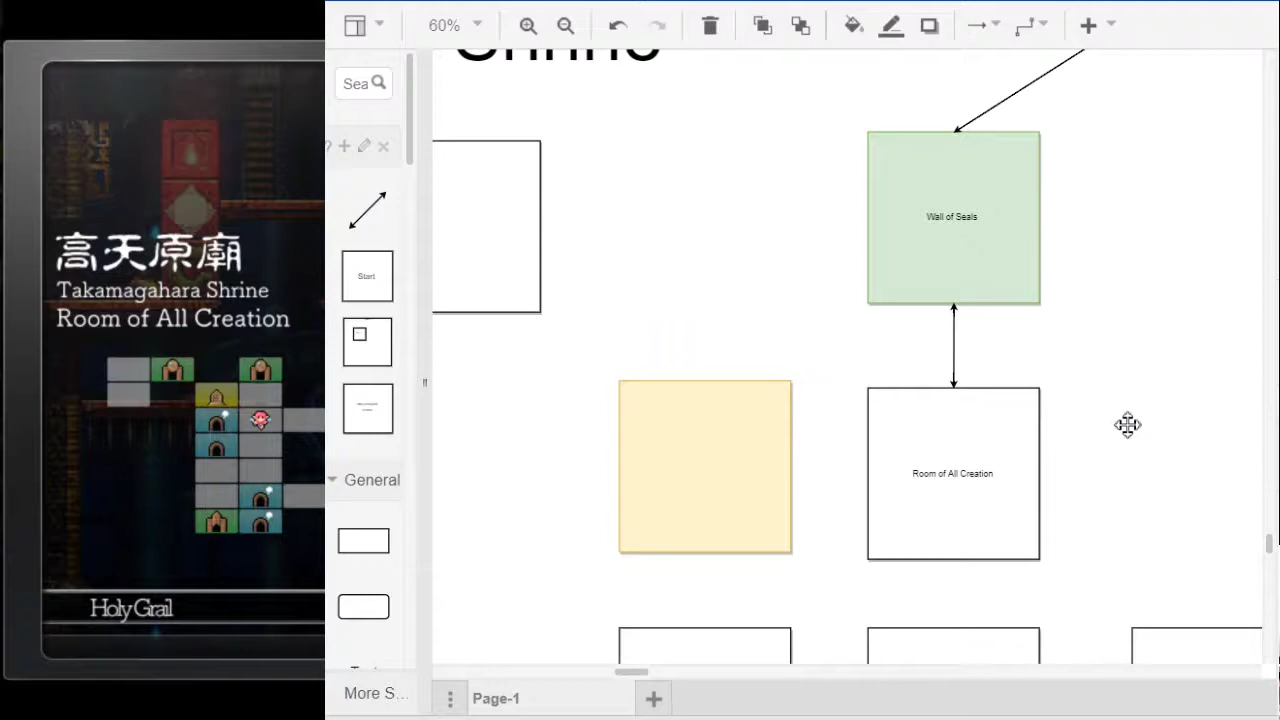 60%
Shrine
Sea
Wall of Seals
高天原廟
Takamagahara Shrine
Room of All Creation
Start
Room of All Creation
General
Holy Grail
More S...
Page-1